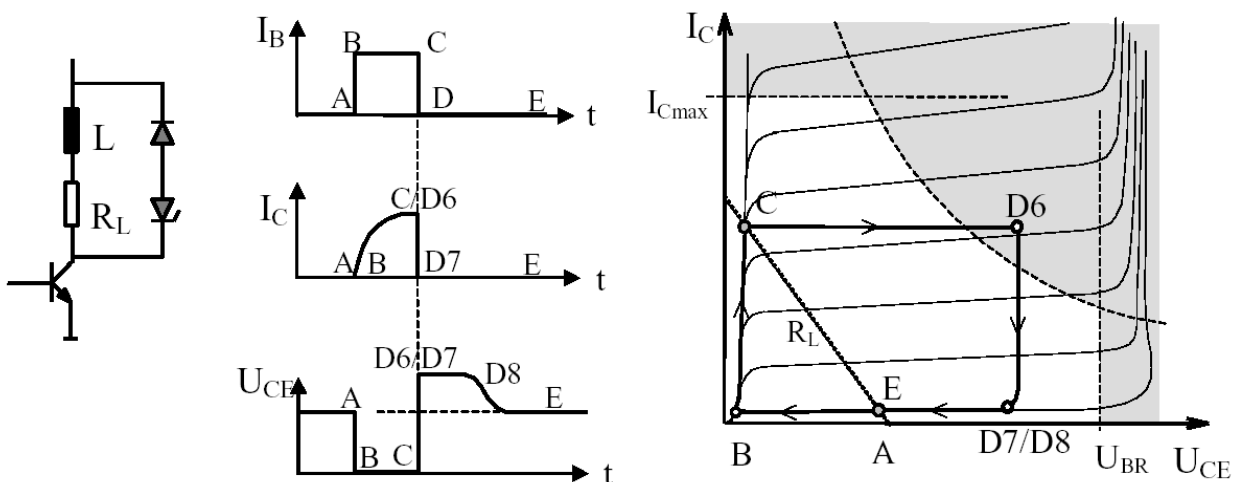 L
R_L
I_B
B
C
A
D
E
t
I_C
C/D6
A
B
D7
E
t
D6/D7
U_CE
A
D8
E
B
C
t
I_C
I_Cmax
C
D6
R_L
E
D7/D8
B
A
U_BR
U_CE